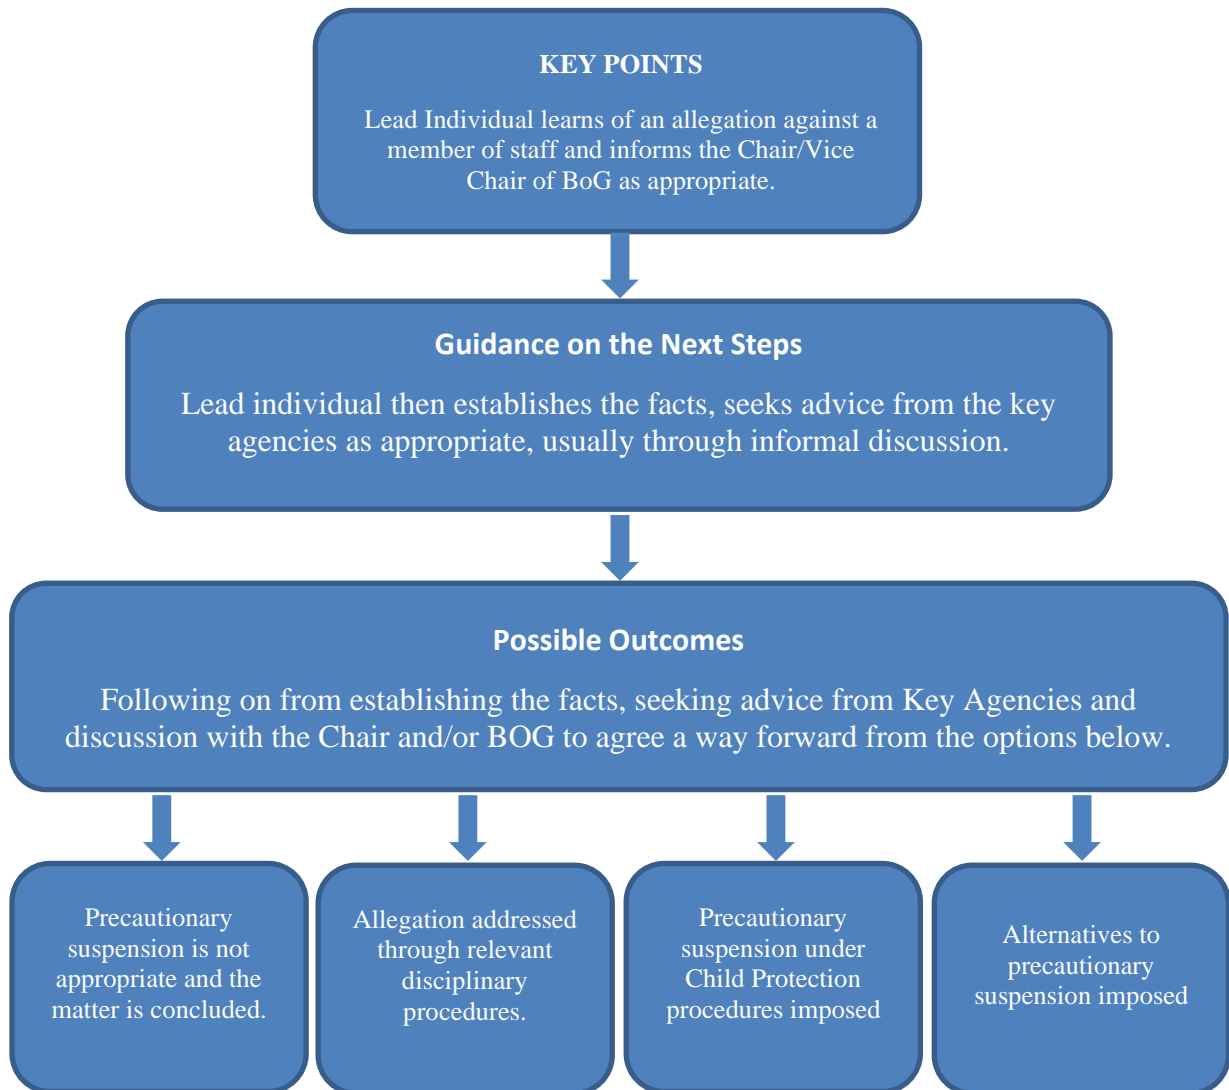 KEY POINTS
Lead Individual learns of an allegation against a
member of staff and informs the Chair/Vice
Chair of BoG as appropriate.
Guidance on the Next Steps
Lead individual then establishes the facts, seeks advice from the key
agencies as appropriate, usually through informal discussion.
Possible Outcomes
Following on from establishing the facts, seeking advice from Key Agencies and
discussion with the Chair and/or BOG to agree a way forward from the options below.
Precautionary
suspension is not
appropriate and the
matter is concluded.
Allegation addressed
through relevant
disciplinary
procedures.
Precautionary
suspension under
Child Protection
procedures imposed
Alternatives to
precautionary
suspension imposed